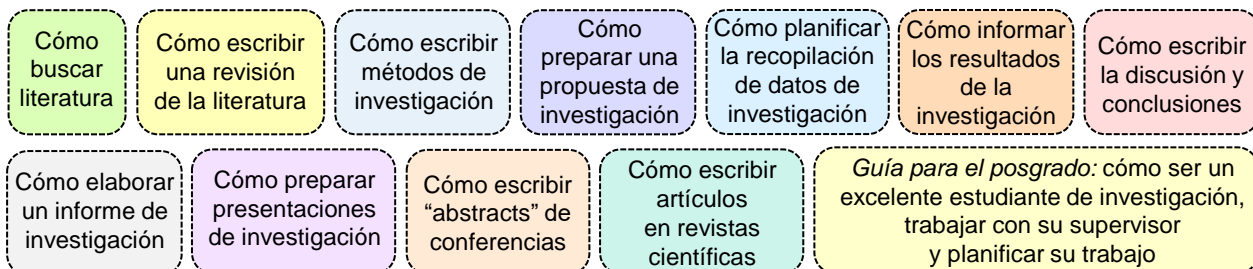 Cómo
buscar
literatura
Cómo escribir
una revisión
de la literatura
Cómo escribir
métodos de
investigación
Cómo
preparar una
propuesta de
investigación
Cómo planificar
la recopilación
de datos de
investigación
Cómo informar
los resultados
de la
investigación
Cómo escribir
la discusión y
conclusiones
Cómo elaborar
un informe de
investigación
Cómo preparar
presentaciones
de investigación
Cómo escribir
“abstracts” de
conferencias
Cómo escribir
artículos
en revistas
científicas
Guía para el posgrado: cómo ser un
excelente estudiante de investigación,
trabajar con su supervisor
y planificar su trabajo